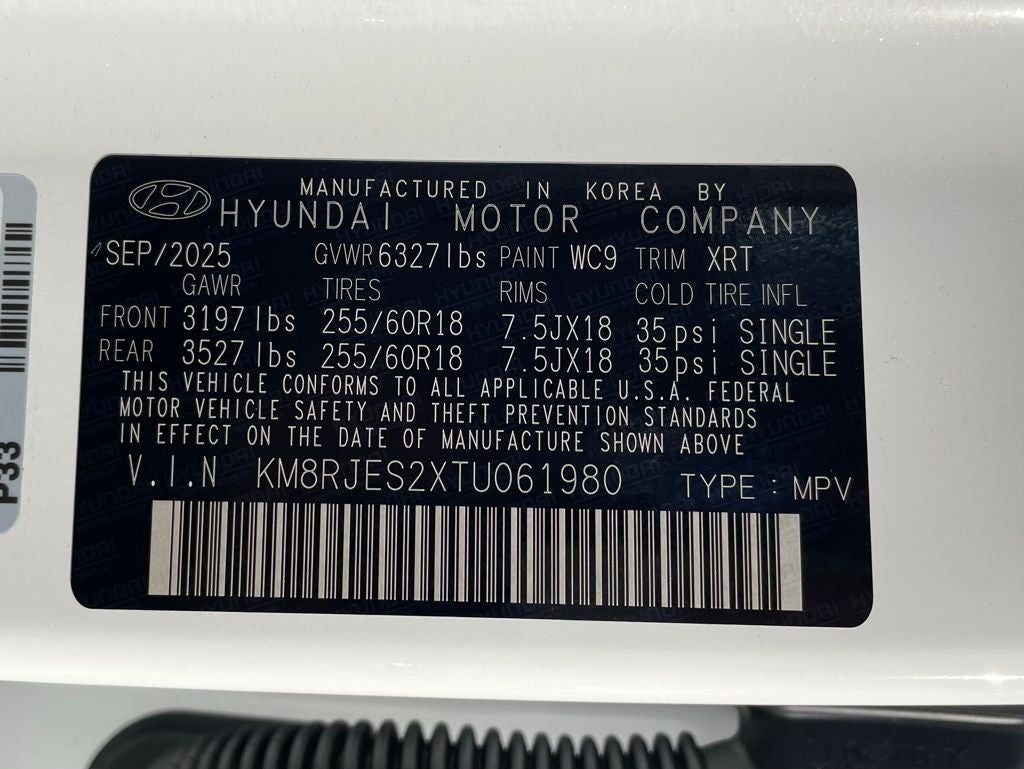 MANUFACTURED IN KOREA BY
HYUNDAI MOTOR COMPANY
SEP/2025 GVWR 6327lbs PAINT WC9 TRIM XRT
GAWR TIRES RIMS COLD TIRE INFL
FRONT 3197lbs 255/60R18 7.5JX18 35psi SINGLE
REAR 3527lbs 255/60R18 7.5JX18 35psi SINGLE
THIS VEHICLE CONFORMS TO ALL APPLICABLE U.S.A. FEDERAL
MOTOR VEHICLE SAFETY AND THEFT PREVENTION STANDARDS
IN EFFECT ON THE DATE OF MANUFACTURE SHOWN ABOVE
V.I.N KM8RJES2XTU061980 TYPE : MPV
P33